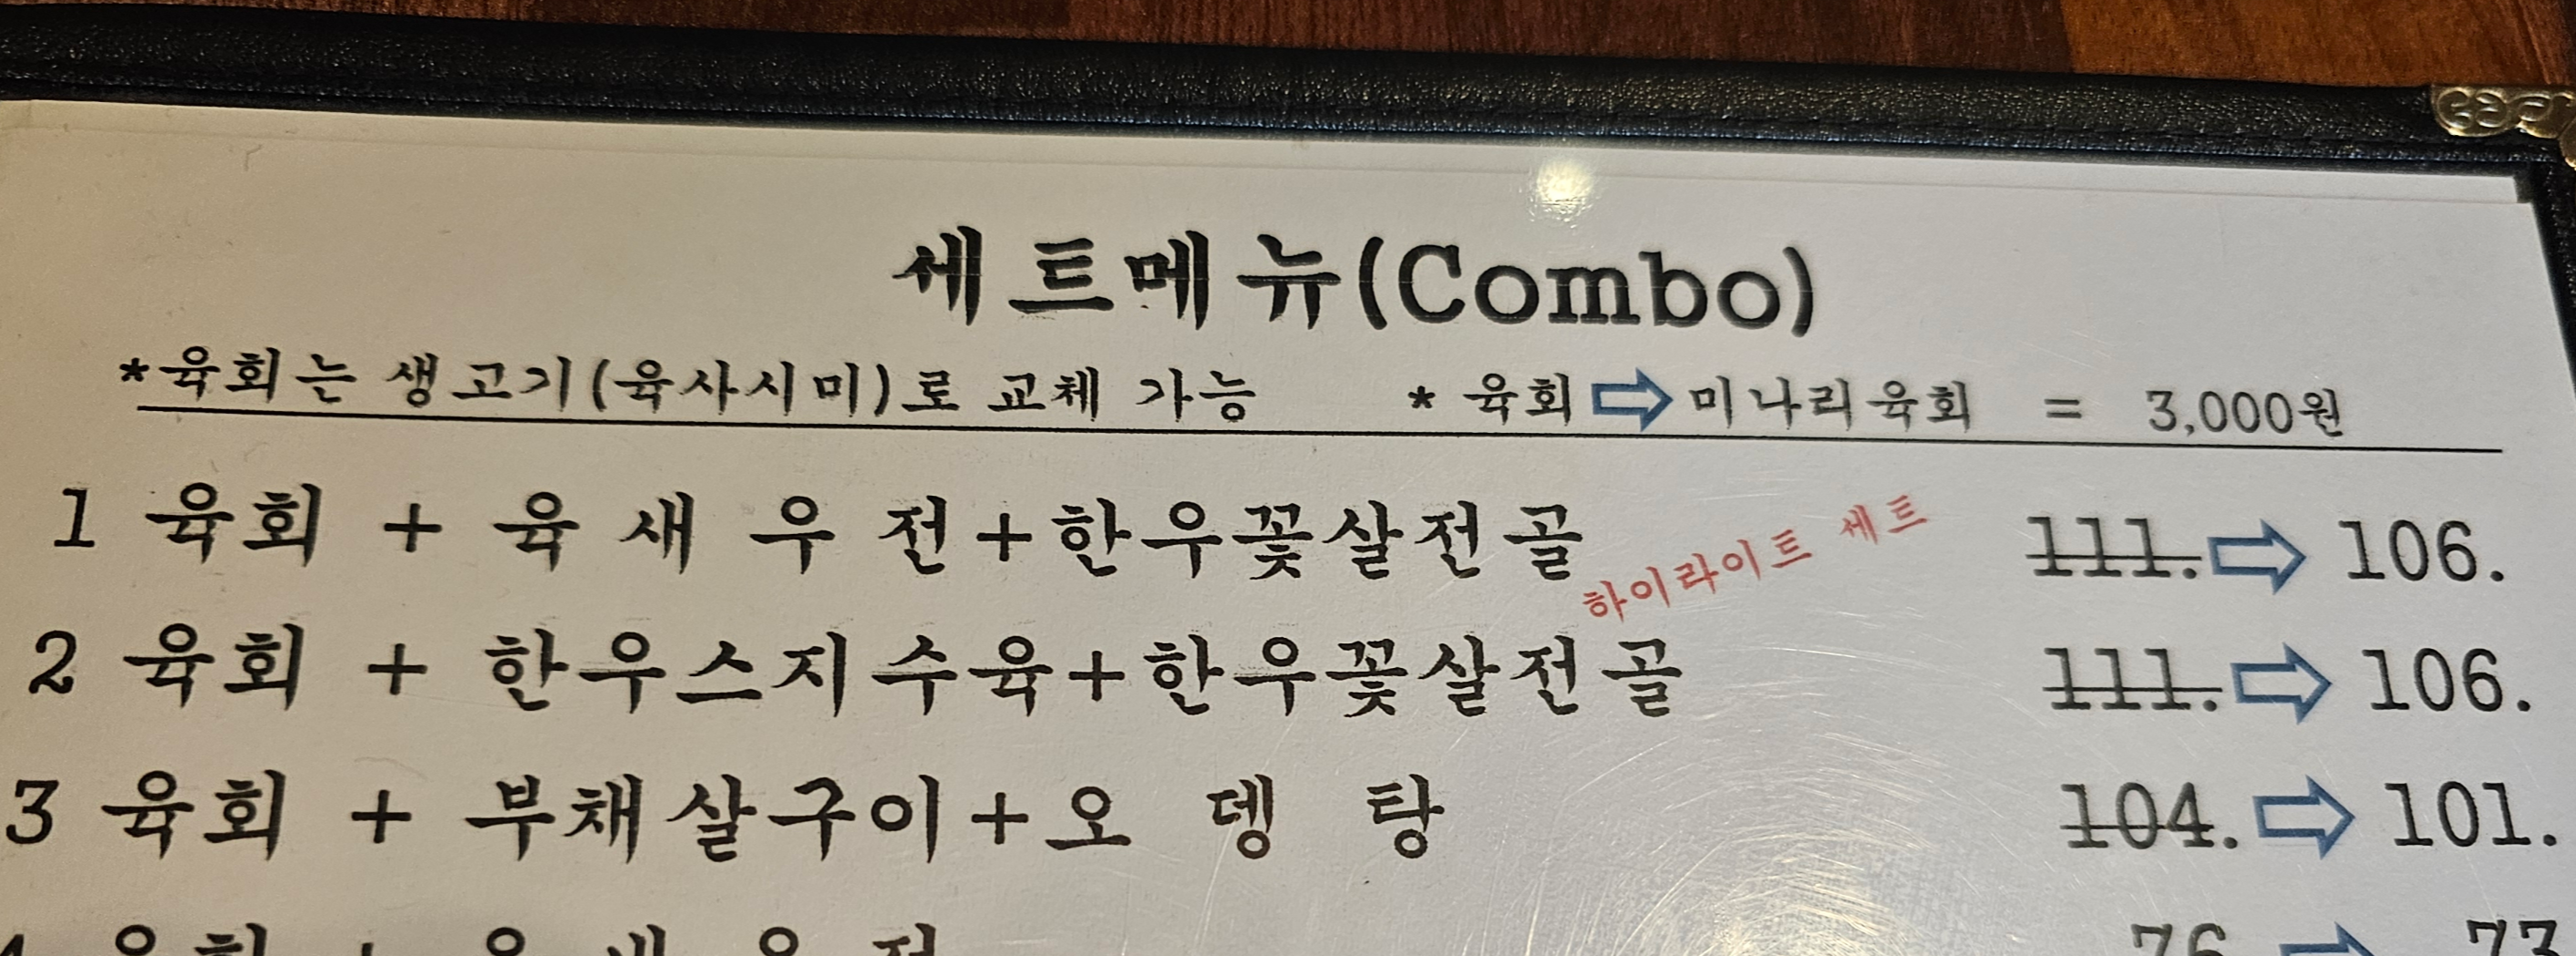 세트메뉴(Combo)
*육회는 생고기(육사시미)로 교체 가능 * 육회 ⇨ 미나리육회 = 3,000원
1 육회 + 육 새 우 전+한우꽃살전골 111. ⇨ 106.
하이라이트 세트
2 육회 + 한우스지수육+한우꽃살전골 111. ⇨ 106.
3 육회 + 부채살구이+오 뎅 탕 104. ⇨ 101.